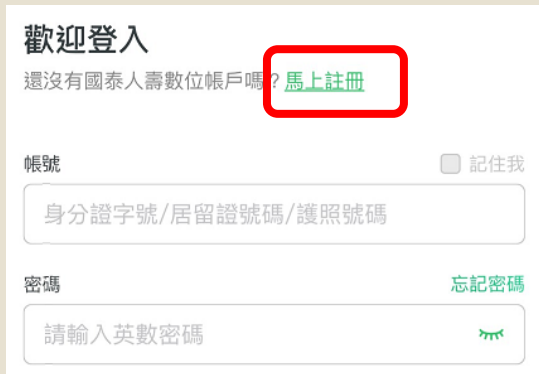 歡迎登入
還沒有國泰人壽數位帳戶嗎？馬上註冊
帳號 記住我
身分證字號/居留證號碼/護照號碼
密碼 忘記密碼
請輸入英數密碼